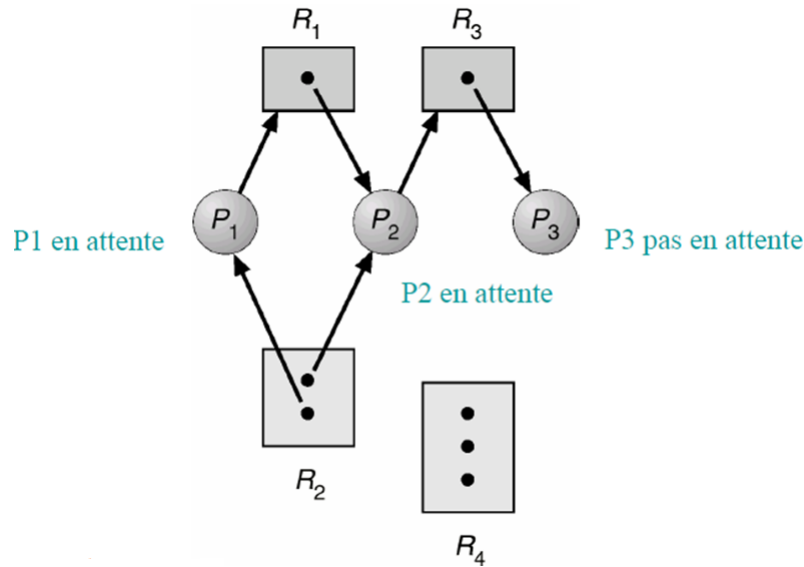 R1 R3
P1 en attente
P1
P2
P3
P3 pas en attente
P2 en attente
R2
R4